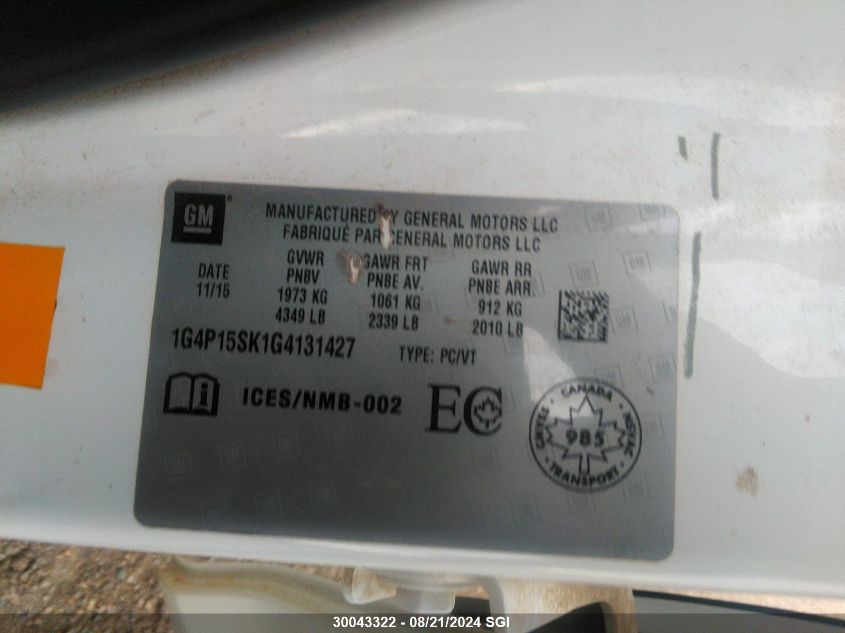 GM
MANUFACTURED BY GENERAL MOTORS LLC
FABRIQUÉ PAR GENERAL MOTORS LLC
DATE
11/15
GVWR
PNBV
1973 KG
4349 LB
GAWR FRT
PNBE AV.
1061 KG
2339 LB
GAWR RR
PNBE ARR.
912 KG
2010 LB
1G4P15SK1G4131427
TYPE: PC/VT
ICES/NMB-002
EC
CANADA
985
TRANSPORT
30043322 - 08/21/2024 SGI